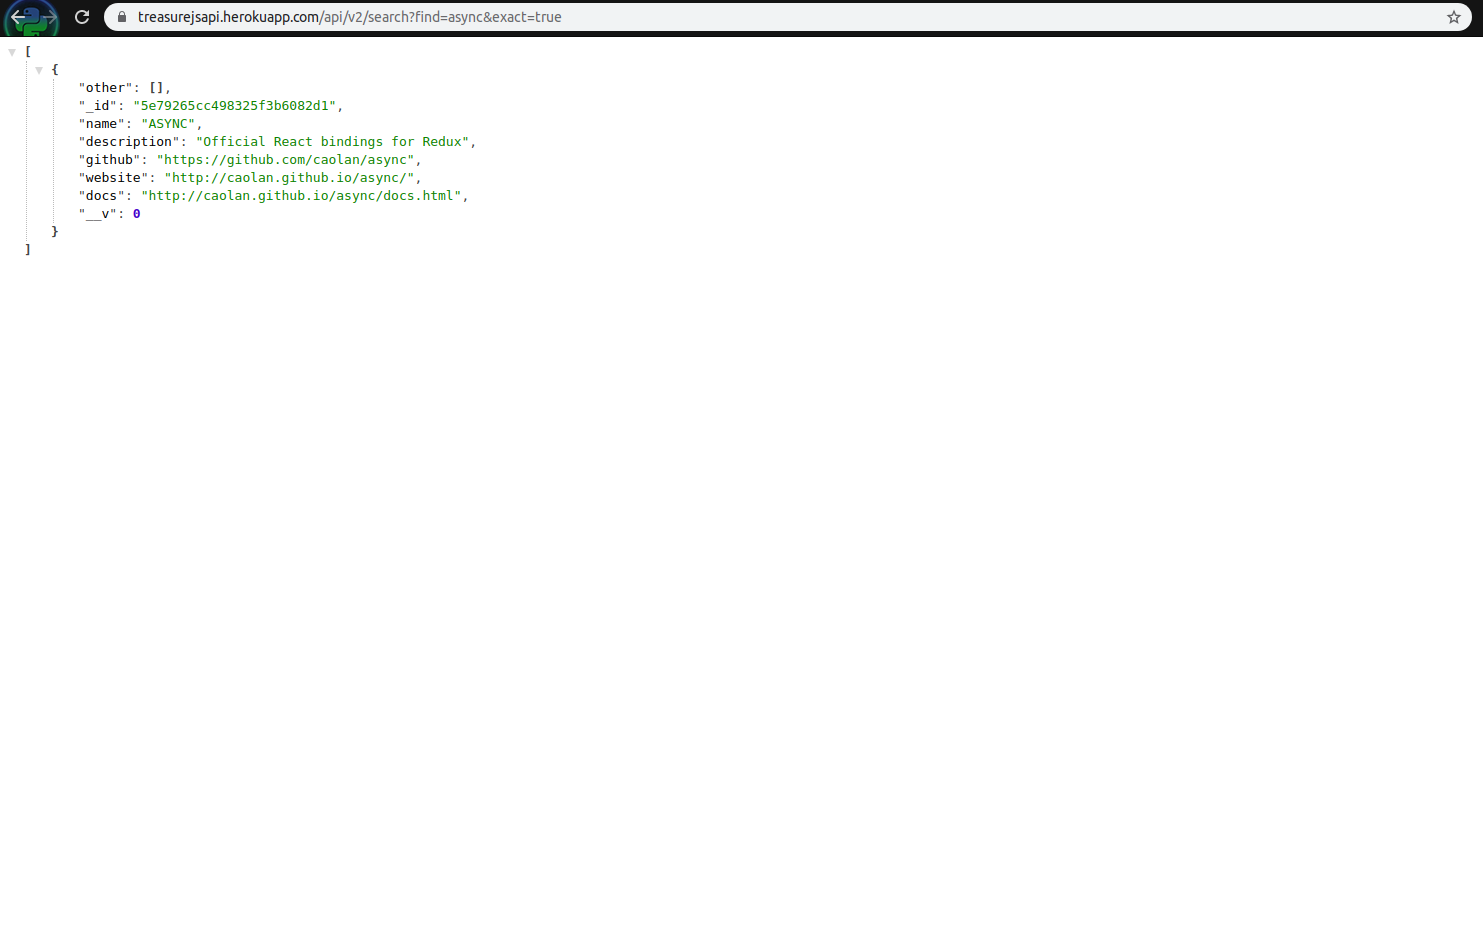 treasurejsapi.herokuapp.com/api/v2/search?find=async&exact=true
[
{
"other": [],
"_id": "5e79265cc498325f3b6082d1",
"name": "ASYNC",
"description": "Official React bindings for Redux",
"github": "https://github.com/caolan/async",
"website": "http://caolan.github.io/async/",
"docs": "http://caolan.github.io/async/docs.html",
"__v": 0
}
]